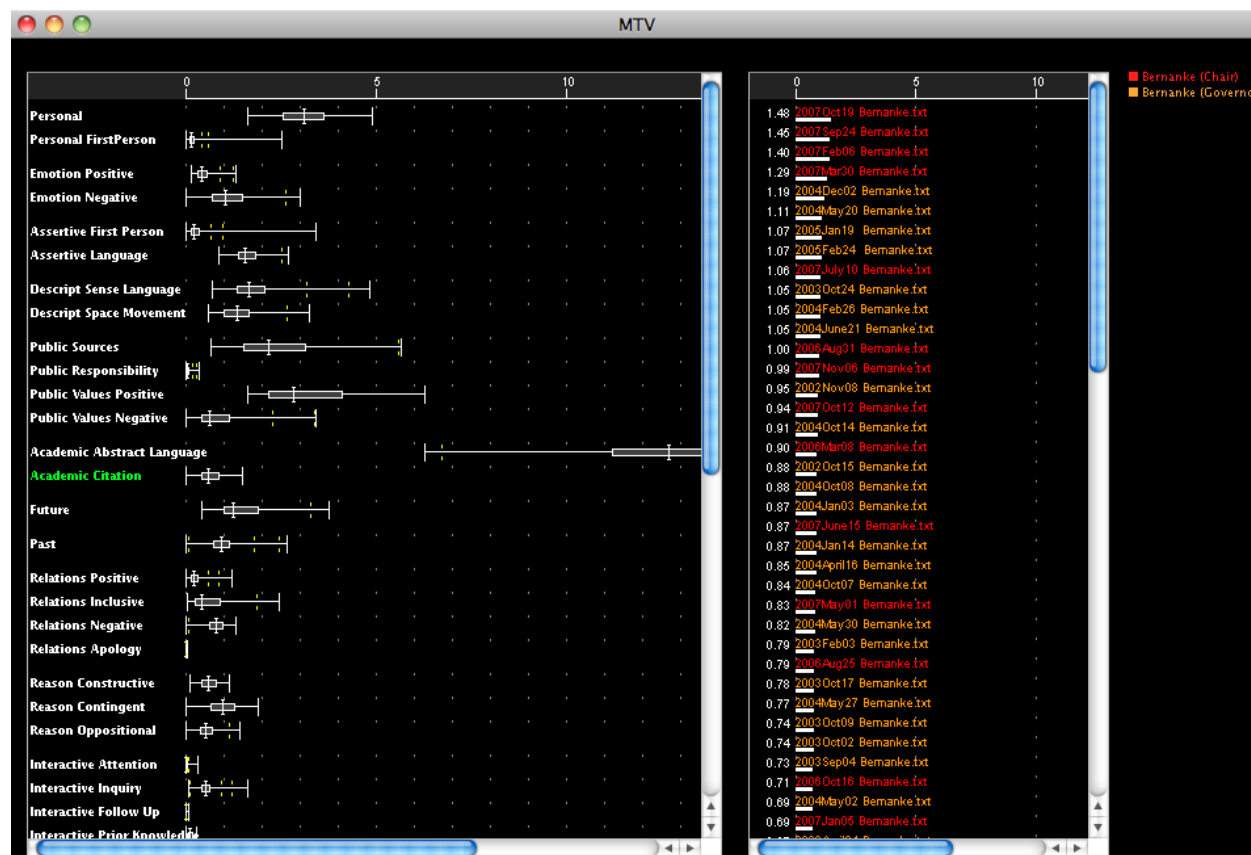 MTV
0 5 10
Personal
Personal FirstPerson
Emotion Positive
Emotion Negative
Assertive First Person
Assertive Language
Descript Sense Language
Descript Space Movement
Public Sources
Public Responsibility
Public Values Positive
Public Values Negative
Academic Abstract Language
Academic Citation
Future
Past
Relations Positive
Relations Inclusive
Relations Negative
Relations Apology
Reason Constructive
Reason Contingent
Reason Oppositional
Interactive Attention
Interactive Inquiry
Interactive Follow Up
Interactive Prior Knowledge
0 5 10
1.48 2007Oct19 Bernanke.txt
1.45 2007Sep24 Bernanke.txt
1.40 2007Feb06 Bernanke.txt
1.29 2007Mar30 Bernanke.txt
1.19 2004Dec02 Bernanke.txt
1.11 2004May20 Bernanke.txt
1.07 2005Jan19 Bernanke.txt
1.07 2005Feb24 Bernanke.txt
1.06 2007July10 Bernanke.txt
1.05 2003Oct24 Bernanke.txt
1.05 2004Feb26 Bernanke.txt
1.05 2004June21 Bernanke.txt
1.00 2006Aug31 Bernanke.txt
0.99 2007Nov06 Bernanke.txt
0.95 2002Nov08 Bernanke.txt
0.94 2007Oct12 Bernanke.txt
0.91 2004Oct14 Bernanke.txt
0.90 2006Mar08 Bernanke.txt
0.88 2002Oct15 Bernanke.txt
0.88 2004Oct08 Bernanke.txt
0.87 2004Jan03 Bernanke.txt
0.87 2007June15 Bernanke.txt
0.87 2004Jan14 Bernanke.txt
0.85 2004April16 Bernanke.txt
0.84 2004Oct07 Bernanke.txt
0.83 2007May01 Bernanke.txt
0.82 2004May30 Bernanke.txt
0.79 2003Feb03 Bernanke.txt
0.79 2006Aug25 Bernanke.txt
0.78 2003Oct17 Bernanke.txt
0.77 2004May27 Bernanke.txt
0.74 2003Oct09 Bernanke.txt
0.74 2003Oct02 Bernanke.txt
0.73 2003Sep04 Bernanke.txt
0.71 2006Oct16 Bernanke.txt
0.69 2004May02 Bernanke.txt
0.69 2007Jan05 Bernanke.txt
Bernanke (Chair)
Bernanke (Governo